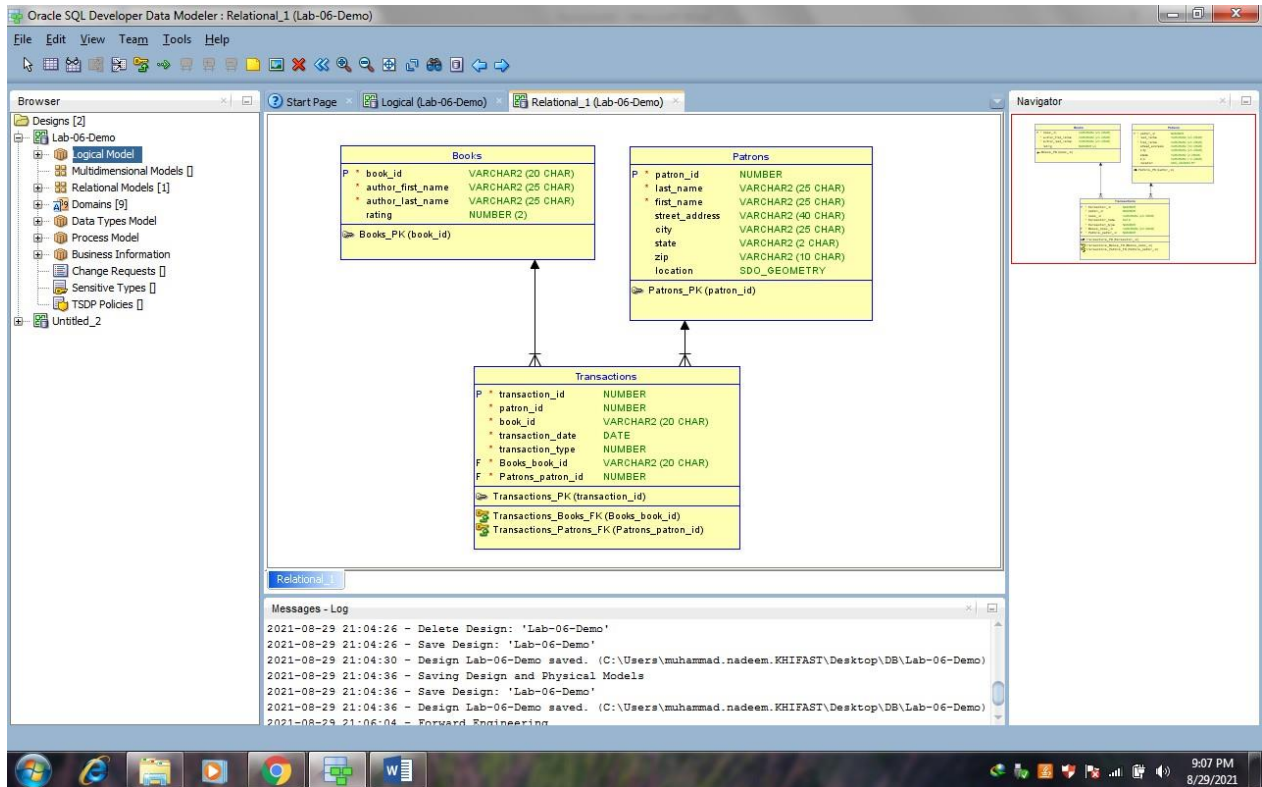 Oracle SQL Developer Data Modeler : Relational_1 (Lab-06-Demo)
File Edit View Team Tools Help
Browser
Designs [2]
Lab-06-Demo
Logical Model
Multidimensional Models []
Relational Models [1]
Domains [9]
Data Types Model
Process Model
Business Information
Change Requests []
Sensitive Types []
TSDP Policies []
Untitled_2
Start Page
Logical (Lab-06-Demo)
Relational_1 (Lab-06-Demo)
Books
P * book_id VARCHAR2 (20 CHAR)
* author_first_name VARCHAR2 (25 CHAR)
* author_last_name VARCHAR2 (25 CHAR)
rating NUMBER (2)
Books_PK (book_id)
Patrons
P * patron_id NUMBER
* last_name VARCHAR2 (25 CHAR)
* first_name VARCHAR2 (25 CHAR)
street_address VARCHAR2 (40 CHAR)
city VARCHAR2 (25 CHAR)
state VARCHAR2 (2 CHAR)
zip VARCHAR2 (10 CHAR)
location SDO_GEOMETRY
Patrons_PK (patron_id)
Transactions
P * transaction_id NUMBER
* patron_id NUMBER
* book_id VARCHAR2 (20 CHAR)
* transaction_date DATE
* transaction_type NUMBER
F * Books_book_id VARCHAR2 (20 CHAR)
F * Patrons_patron_id NUMBER
Transactions_PK (transaction_id)
Transactions_Books_FK (Books_book_id)
Transactions_Patrons_FK (Patrons_patron_id)
Relational_1
Messages - Log
2021-08-29 21:04:26 - Delete Design: 'Lab-06-Demo'
2021-08-29 21:04:26 - Save Design: 'Lab-06-Demo'
2021-08-29 21:04:30 - Design Lab-06-Demo saved. (C:\Users\muhammad.nadeem.KHIFAST\Desktop\DB\Lab-06-Demo)
2021-08-29 21:04:36 - Saving Design and Physical Models
2021-08-29 21:04:36 - Save Design: 'Lab-06-Demo'
2021-08-29 21:04:36 - Design Lab-06-Demo saved. (C:\Users\muhammad.nadeem.KHIFAST\Desktop\DB\Lab-06-Demo)
2021-08-29 21:06:04 - Forward Engineering
Navigator
9:07 PM
8/29/2021